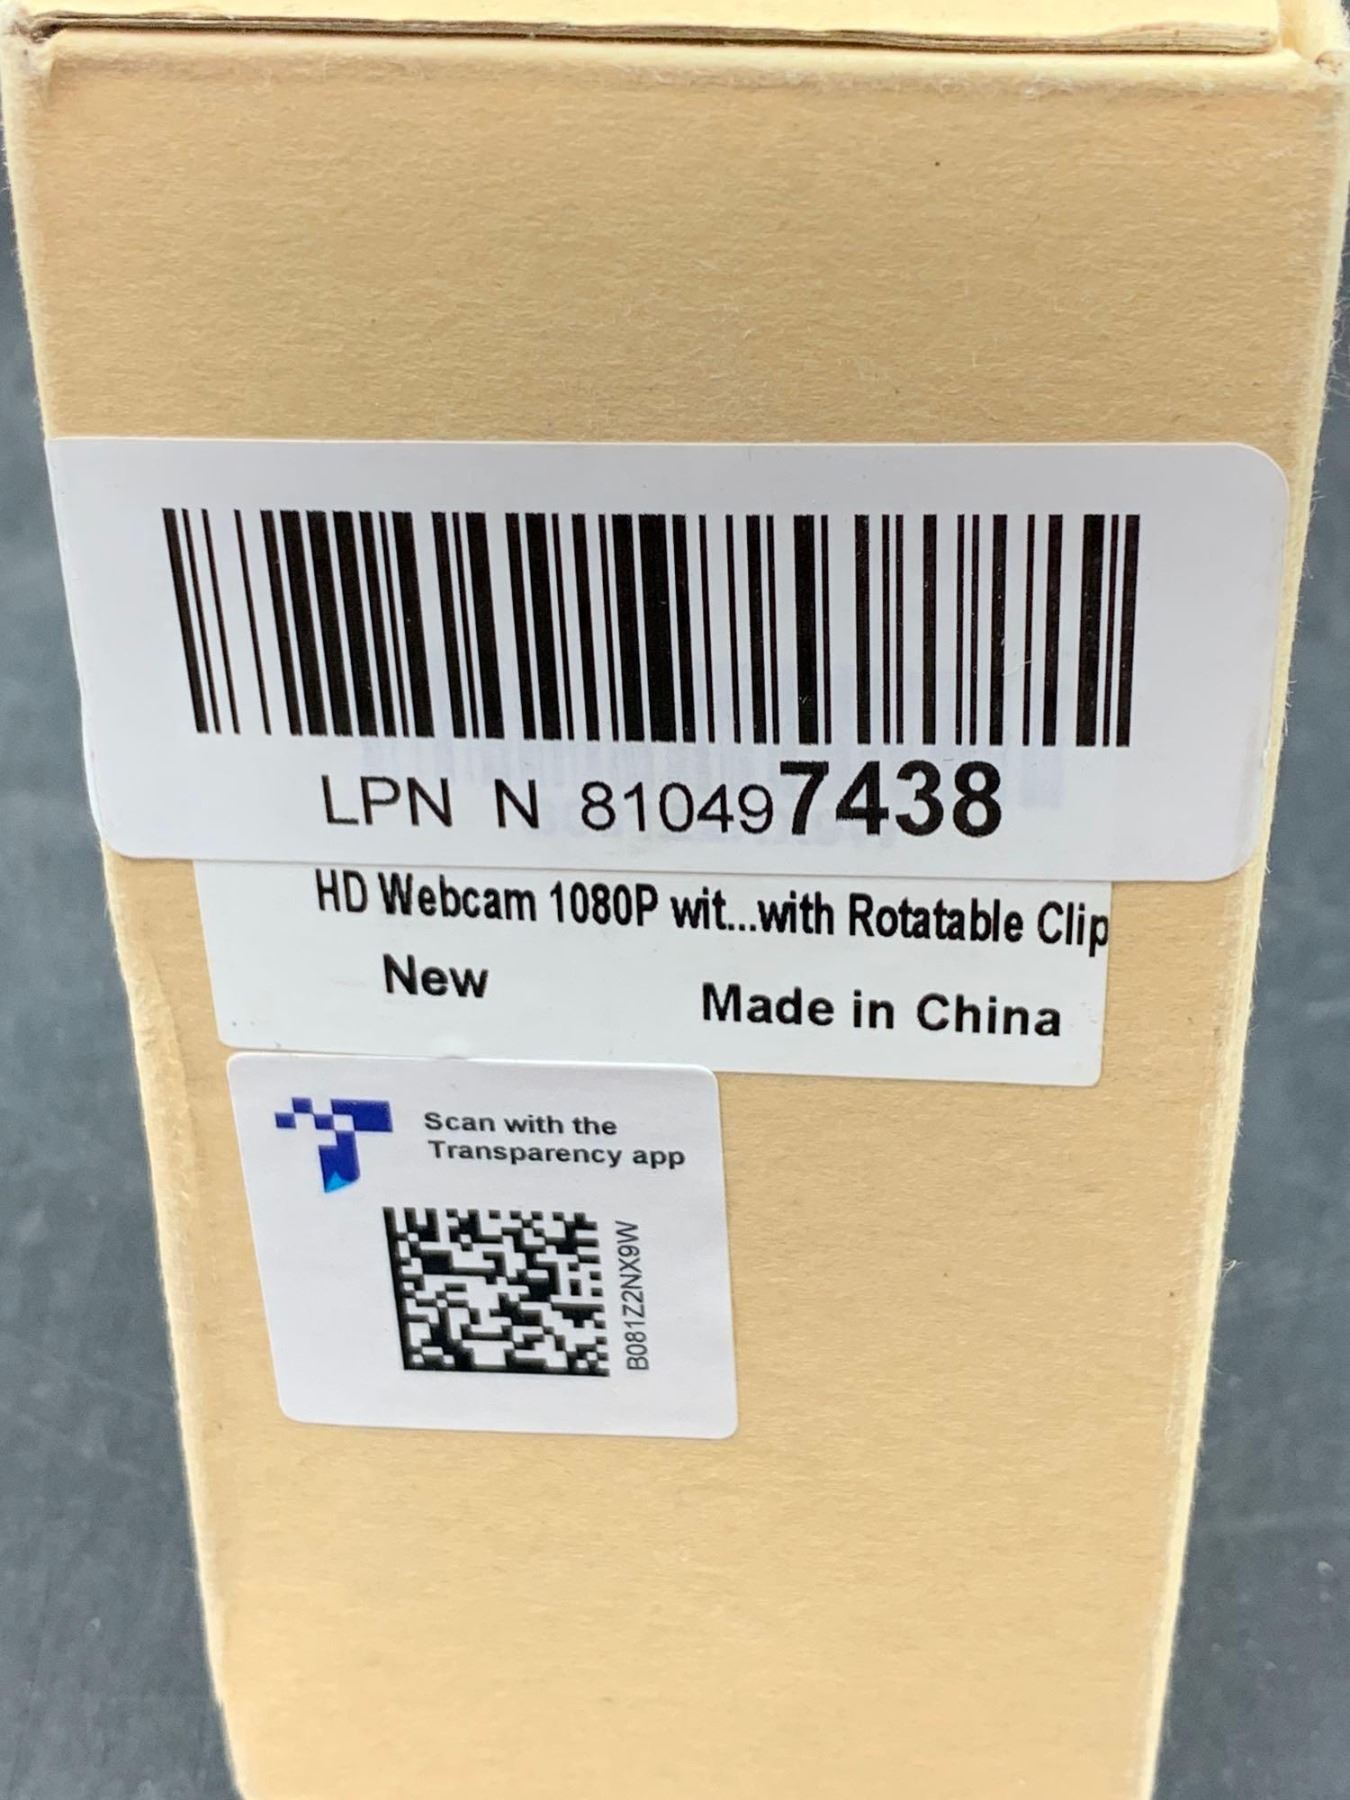 LPN N 810497438
HD Webcam 1080P wit...with Rotatable Clip
New
Made in China
Scan with the
Transparency app
B081Z2NX9W